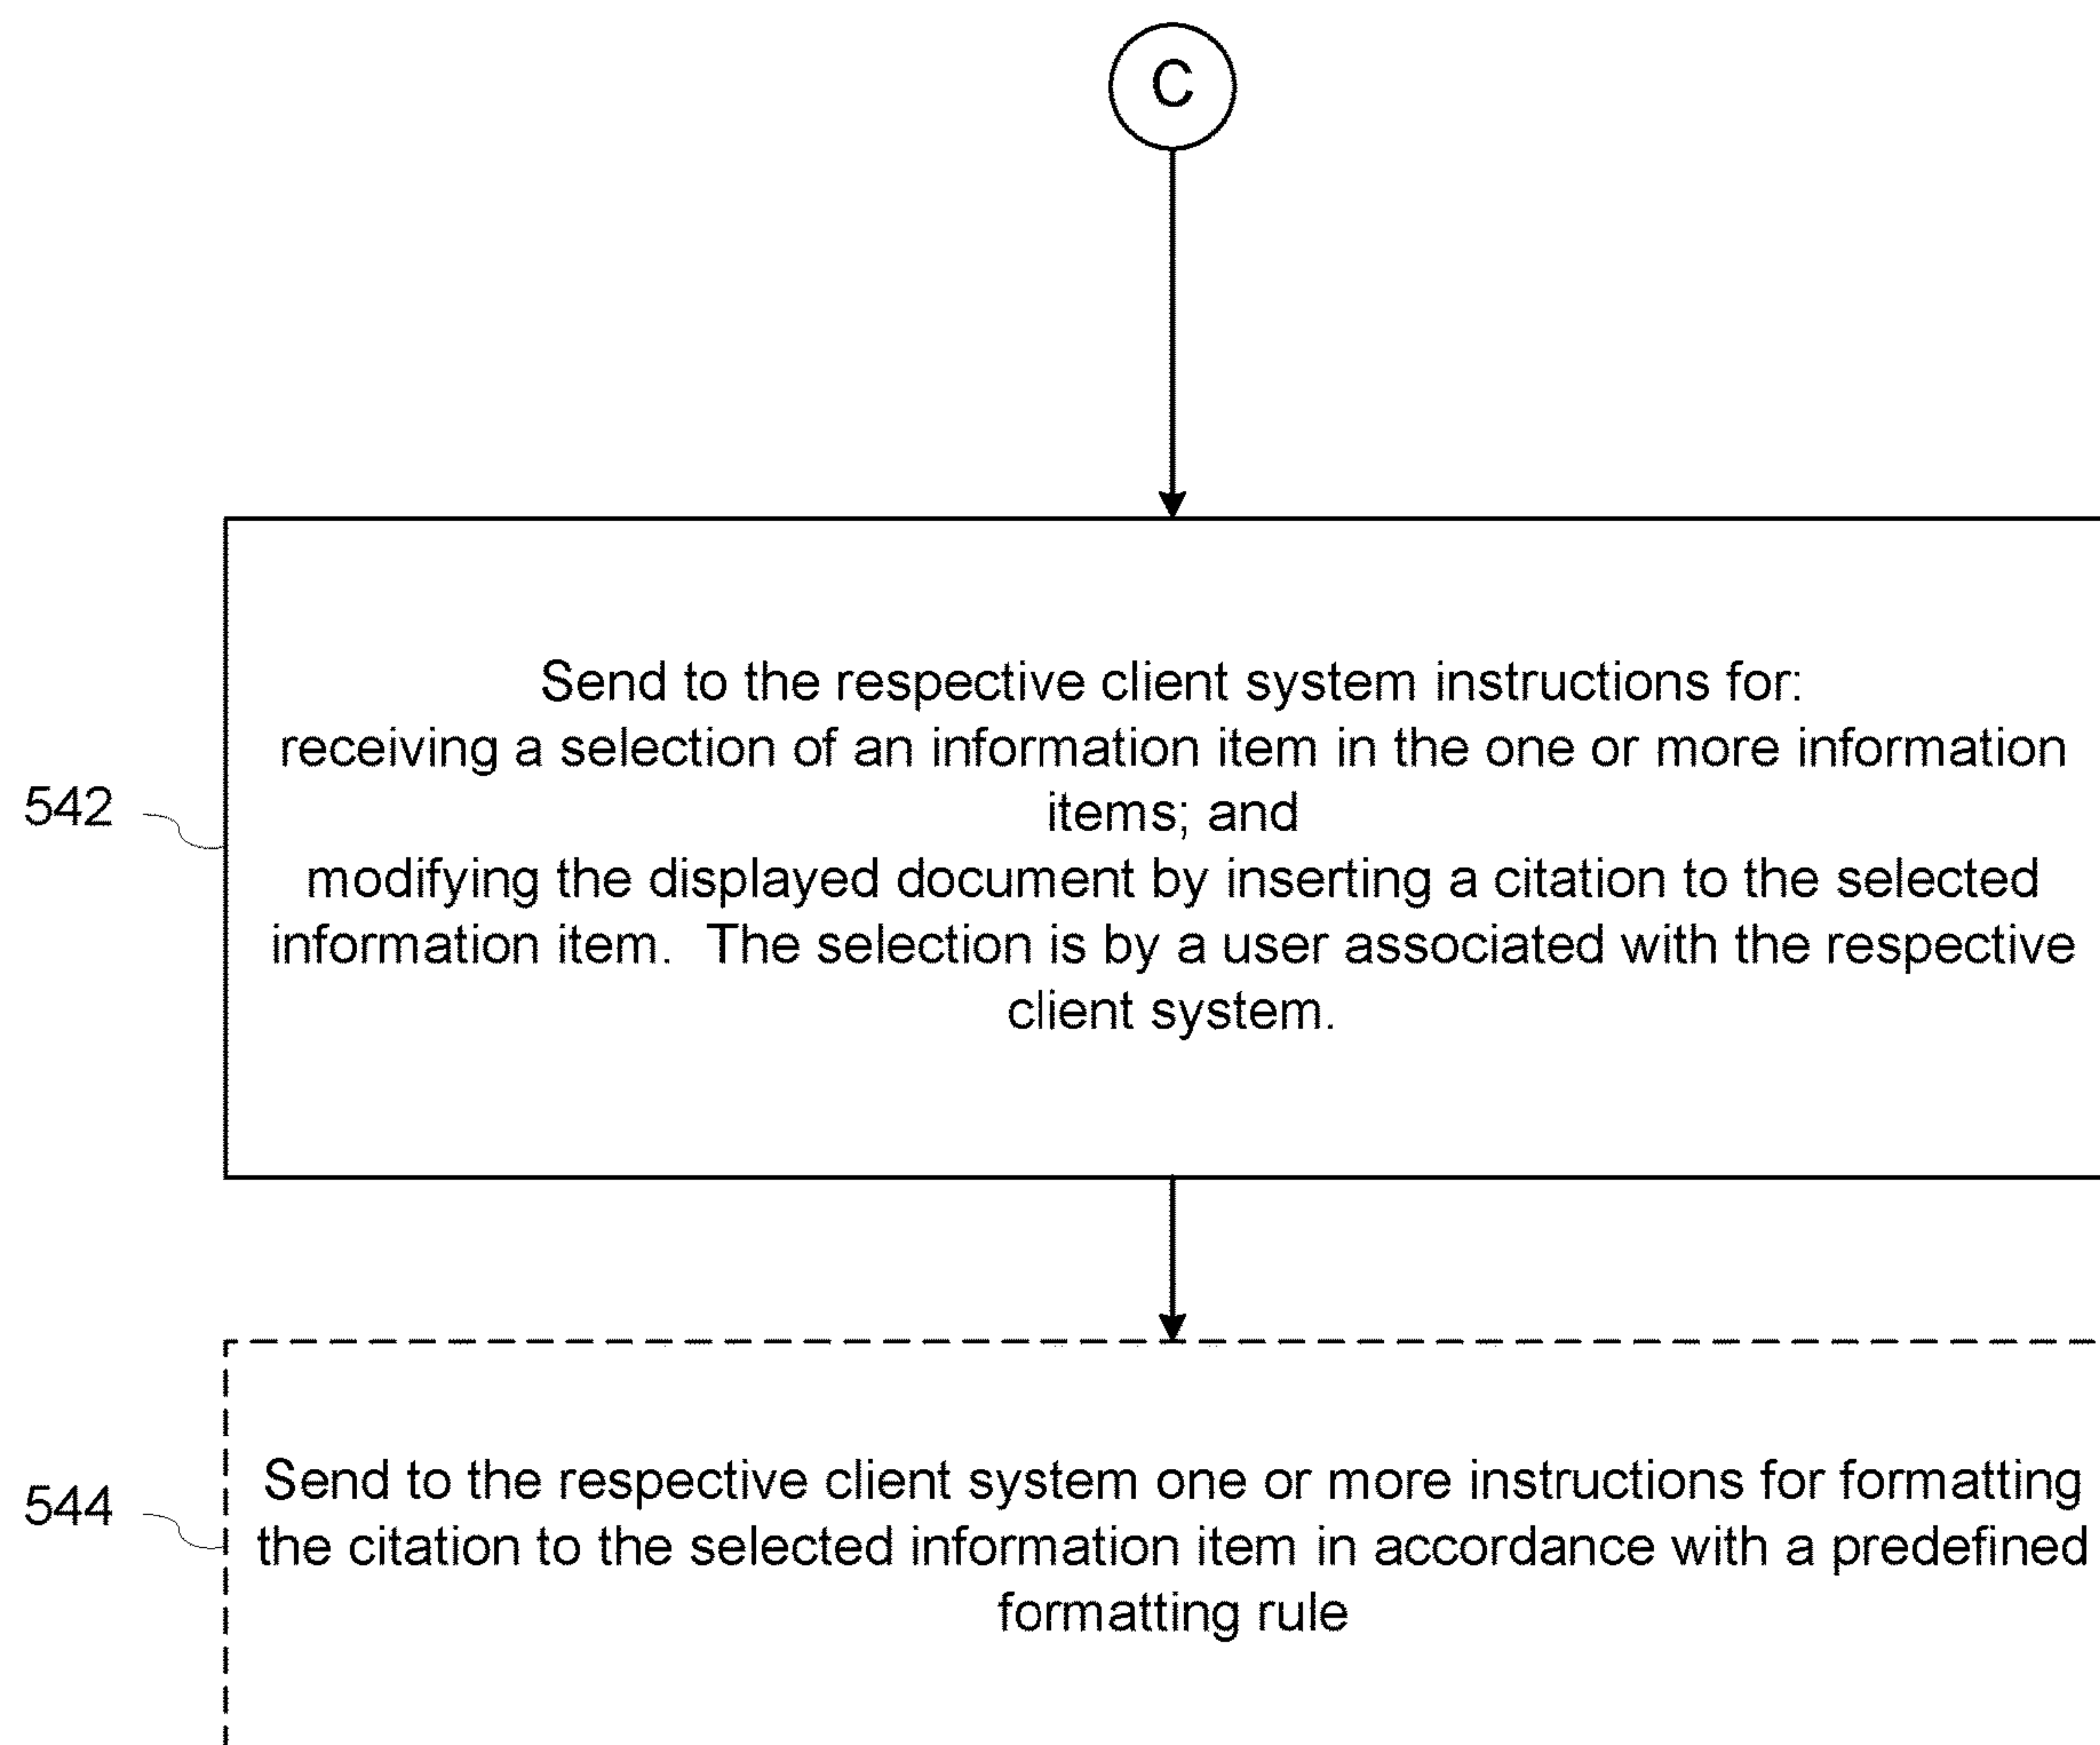 C
Send to the respective client system instructions for:
receiving a selection of an information item in the one or more information
items; and
542
modifying the displayed document by inserting a citation to the selected
information item.  The selection is by a user associated with the respective
client system.
Send to the respective client system one or more instructions for formatting
544
the citation to the selected information item in accordance with a predefined
formatting rule